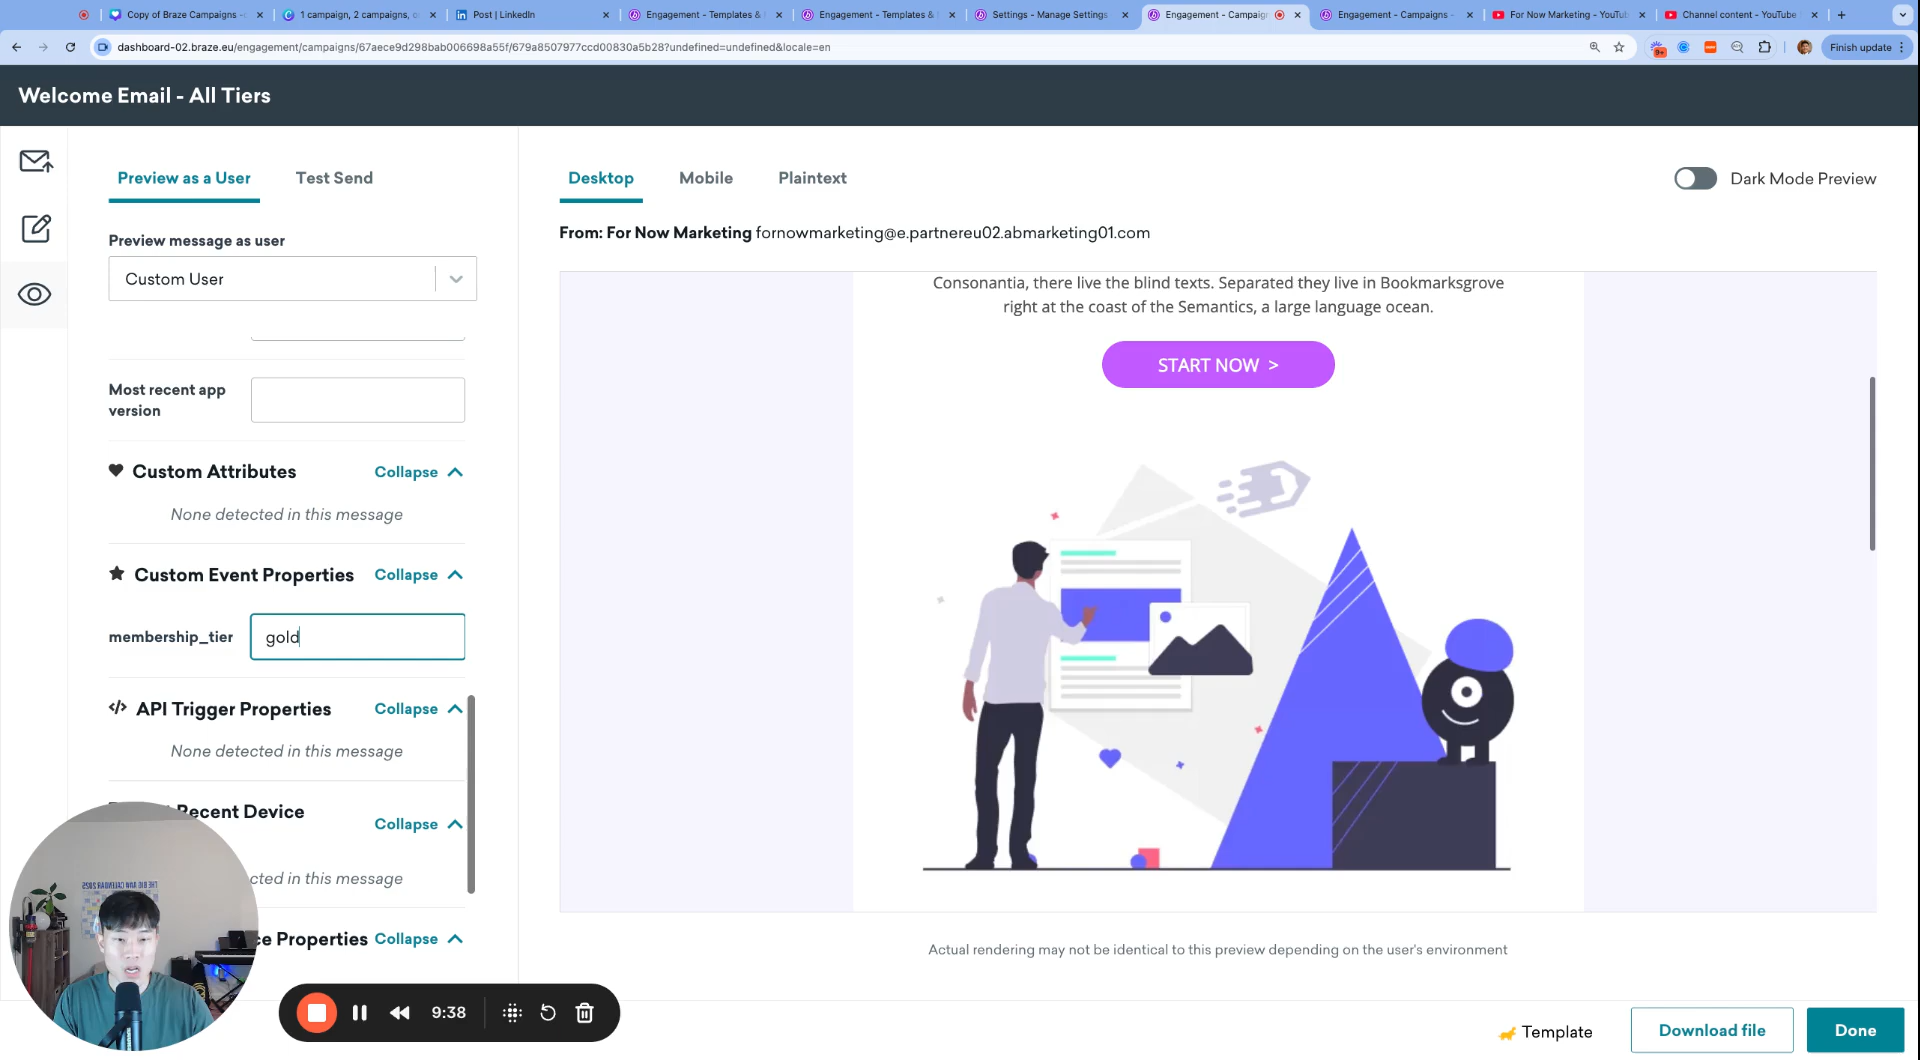 Copy of Braze Campaigns -
1 campaign, 2 campaigns, o
Post | LinkedIn
Engagement - Templates &
Engagement - Templates &
Settings - Manage Settings
Engagement - Campaig
Engagement - Campaigns -
For Now Marketing - YouTub
Channel content - YouTube
dashboard-02.braze.eu/engagement/campaigns/67aece9d298bab006698a55f/679a8507977ccd00830a5b28?undefined=undefined&locale=en
9+
Finish update
Welcome Email - All Tiers
Preview as a User
Test Send
Desktop
Mobile
Plaintext
Dark Mode Preview
Preview message as user
Custom User
From: For Now Marketing fornowmarketing@e.partnereu02.abmarketing01.com
Consonantia, there live the blind texts. Separated they live in Bookmarksgrove
right at the coast of the Semantics, a large language ocean.
START NOW >
Most recent app
version
Custom Attributes
Collapse
None detected in this message
Custom Event Properties
Collapse
membership_tier
gold
API Trigger Properties
Collapse
None detected in this message
Recent Device
Collapse
cted in this message
ce Properties
Collapse
Actual rendering may not be identical to this preview depending on the user's environment
9:38
Template
Download file
Done